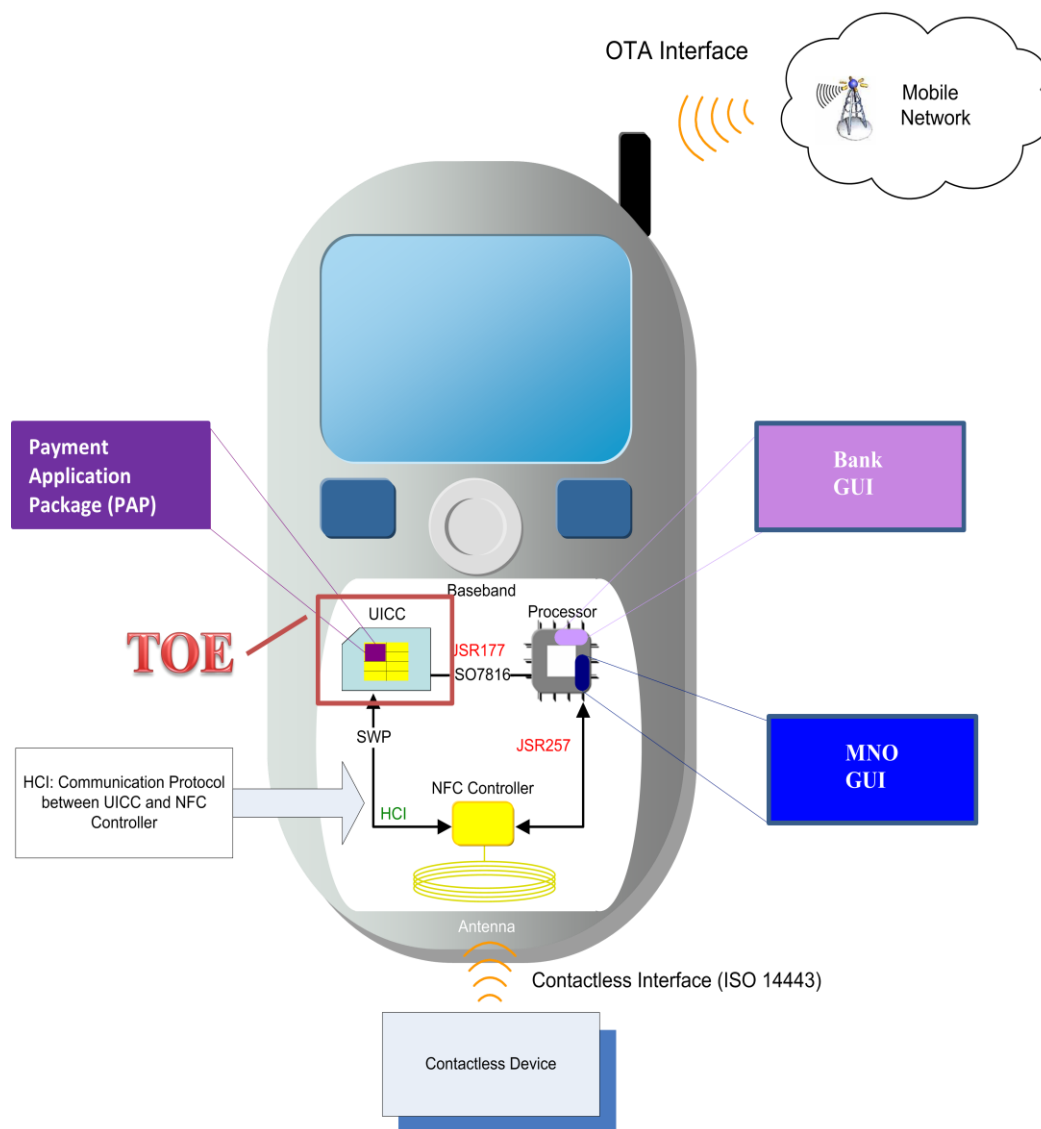 OTA Interface
Mobile
Network
Payment
Application
Package (PAP)
Bank
GUI
Baseband
UICC
Processor
TOE
JSR177
SO7816
SWP
JSR257
MNO
GUI
HCI: Communication Protocol
between UICC and NFC
Controller
NFC Controller
HCI
Antenna
Contactless Interface (ISO 14443)
Contactless Device